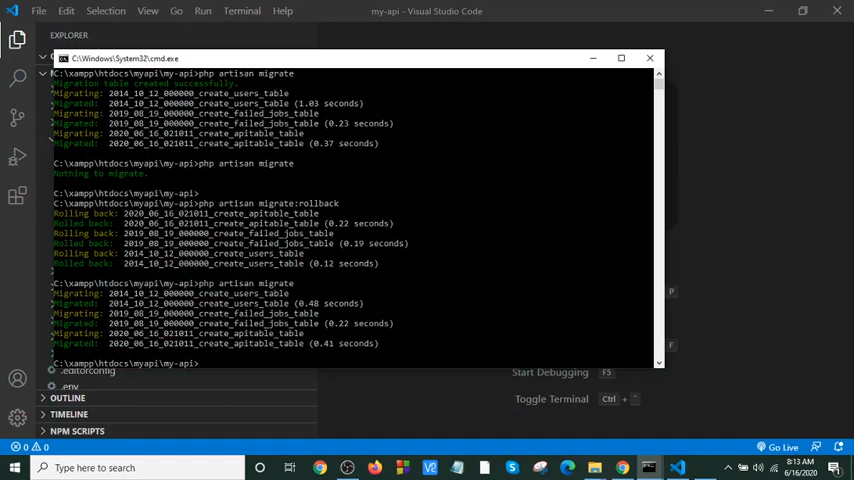 File Edit Selection View Go Run Terminal Help
my-api - Visual Studio Code
EXPLORER
C:\Windows\System32\cmd.exe
C:\xampp\htdocs\myapi\my-api>php artisan migrate
Migration table created successfully.
Migrating: 2014_10_12_000000_create_users_table
Migrated: 2014_10_12_000000_create_users_table (1.03 seconds)
Migrating: 2019_08_19_000000_create_failed_jobs_table
Migrated: 2019_08_19_000000_create_failed_jobs_table (0.23 seconds)
Migrating: 2020_06_16_021011_create_apitable_table
Migrated: 2020_06_16_021011_create_apitable_table (0.37 seconds)
C:\xampp\htdocs\myapi\my-api>php artisan migrate
Nothing to migrate.
C:\xampp\htdocs\myapi\my-api>
C:\xampp\htdocs\myapi\my-api>php artisan migrate:rollback
Rolling back: 2020_06_16_021011_create_apitable_table
Rolled back: 2020_06_16_021011_create_apitable_table (0.22 seconds)
Rolling back: 2019_08_19_000000_create_failed_jobs_table
Rolled back: 2019_08_19_000000_create_failed_jobs_table (0.19 seconds)
Rolling back: 2014_10_12_000000_create_users_table
Rolled back: 2014_10_12_000000_create_users_table (0.12 seconds)
C:\xampp\htdocs\myapi\my-api>php artisan migrate
Migrating: 2014_10_12_000000_create_users_table
Migrated: 2014_10_12_000000_create_users_table (0.48 seconds)
Migrating: 2019_08_19_000000_create_failed_jobs_table
Migrated: 2019_08_19_000000_create_failed_jobs_table (0.22 seconds)
Migrating: 2020_06_16_021011_create_apitable_table
Migrated: 2020_06_16_021011_create_apitable_table (0.41 seconds)
C:\xampp\htdocs\myapi\my-api>
P
F
.editorconfig
.env
Start Debugging F5
Toggle Terminal Ctrl + `
OUTLINE
TIMELINE
NPM SCRIPTS
0 0
Go Live
Type here to search
8:13 AM
6/16/2020